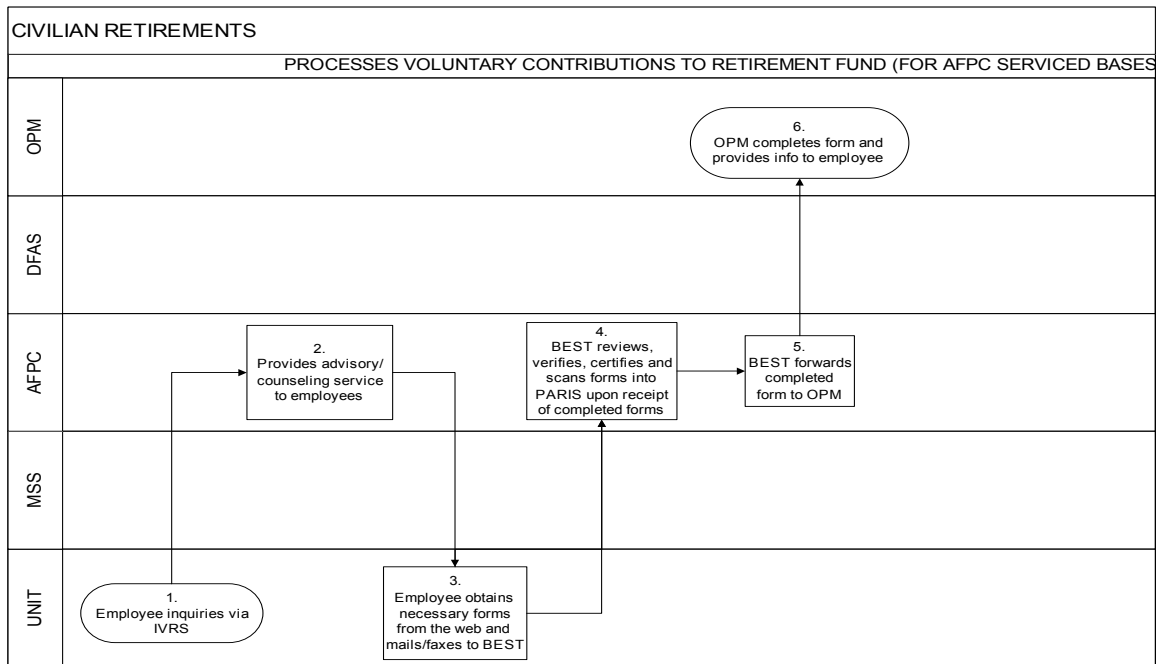 CIVILIAN RETIREMENTS
PROCESSES VOLUNTARY CONTRIBUTIONS TO RETIREMENT FUND (FOR AFPC SERVICED BASES
OPM
6.
OPM completes form and
provides info to employee
DFAS
AFPC
2.
Provides advisory/
counseling service
to employees
4.
BEST reviews,
verifies, certifies and
scans forms into
PARIS upon receipt
of completed forms
5.
BEST forwards
completed
form to OPM
MSS
UNIT
1.
Employee inquiries via
IVRS
3.
Employee obtains
necessary forms
from the web and
mails/faxes to BEST